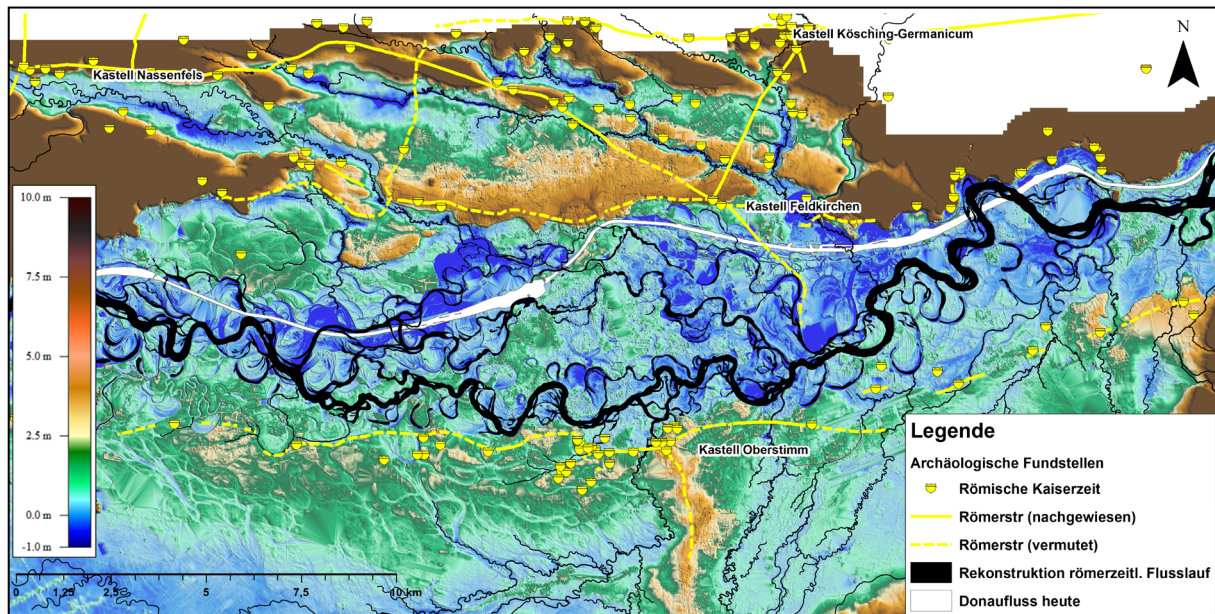 Kastell Kösching-Germanicum
N
Kastell Nassenfels
10.0 m
7.5 m
5.0 m
2.5 m
0.0 m
-1.0 m
Kastell Feldkirchen
Kastell Oberstimm
Legende
Archäologische Fundstellen
Römische Kaiserzeit
Römerstr (nachgewiesen)
Römerstr (vermutet)
Rekonstruktion römerzeitl. Flusslauf
Donaufluss heute
0 1,25 2,5 5 7,5 10 km